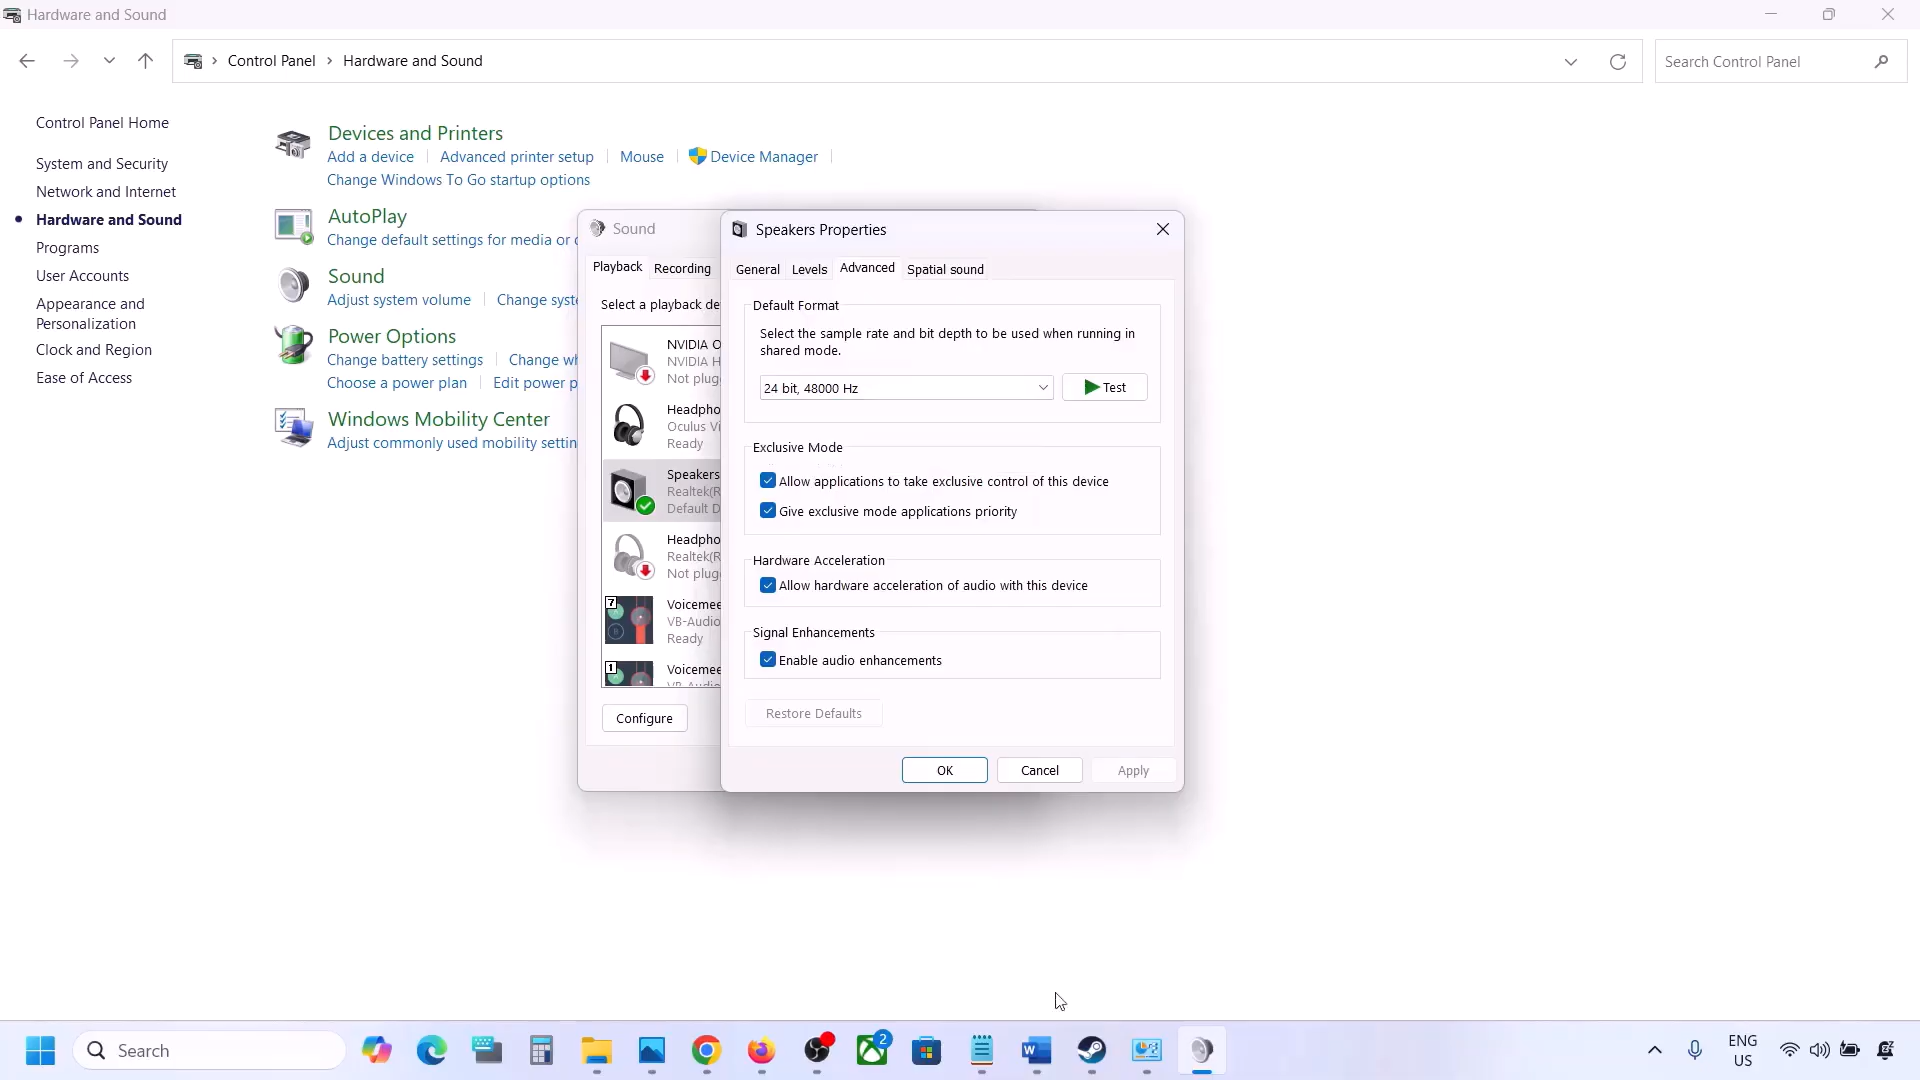 Hardware and Sound
Control Panel > Hardware and Sound
Search Control Panel
Control Panel Home
System and Security
Network and Internet
Hardware and Sound
Programs
User Accounts
Appearance and
Personalization
Clock and Region
Ease of Access
Devices and Printers
Add a device
Advanced printer setup
Mouse
Device Manager
Change Windows To Go startup options
AutoPlay
Change default settings for media or
Sound
Adjust system volume
Change syst
Power Options
Change battery settings
Change wh
Choose a power plan
Edit power p
Windows Mobility Center
Adjust commonly used mobility settin
Sound
Playback
Recording
Select a playback de
NVIDIA O
NVIDIA H
Not plug
Headpho
Oculus Vi
Ready
Speakers
Realtek(R
Default D
Headpho
Realtek(R
Not plug
7
Voicemee
VB-Audio
Ready
1
Voicemee
VB-Audio
Configure
Speakers Properties
General
Levels
Advanced
Spatial sound
Default Format
Select the sample rate and bit depth to be used when running in
shared mode.
24 bit, 48000 Hz
Test
Exclusive Mode
Allow applications to take exclusive control of this device
Give exclusive mode applications priority
Hardware Acceleration
Allow hardware acceleration of audio with this device
Signal Enhancements
Enable audio enhancements
Restore Defaults
OK
Cancel
Apply
Search
2
ENG
US